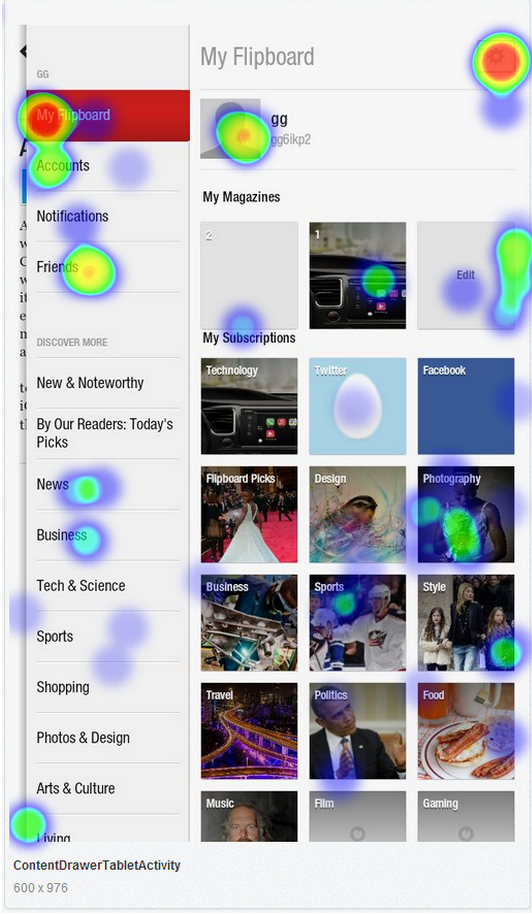 GG
My Flipboard
Accounts
Notifications
Friends
DISCOVER MORE
New & Noteworthy
By Our Readers: Today's
Picks
News
Business
Tech & Science
Sports
Shopping
Photos & Design
Arts & Culture
Living
My Flipboard
gg
gg6ikp2
My Magazines
2
1
Edit
My Subscriptions
Technology
Twitter
Facebook
Flipboard Picks
Design
Photography
Business
Sports
Style
Travel
Politics
Food
Music
Film
Gaming
ContentDrawerTabletActivity
600 x 976